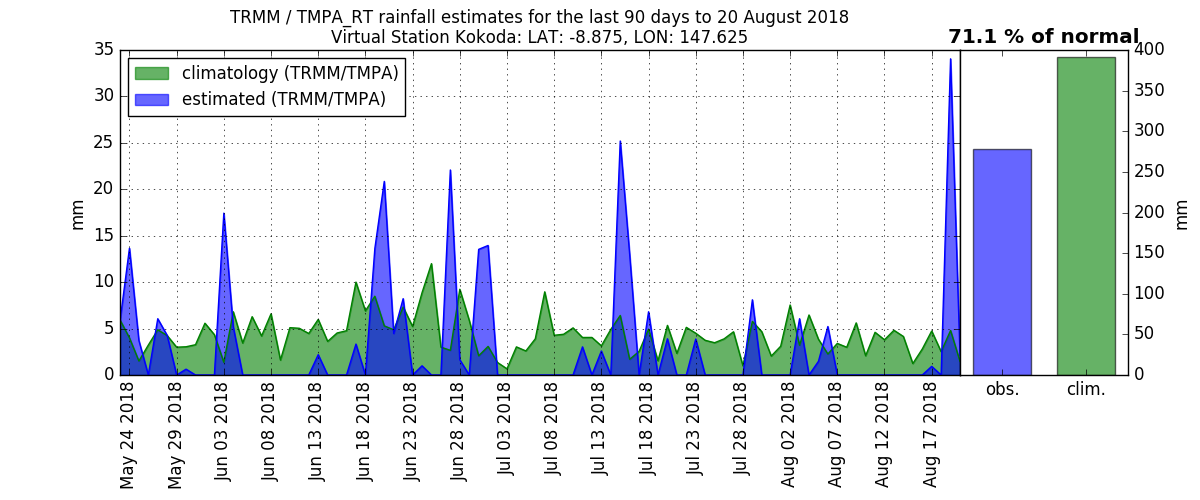 TRMM / TMPA_RT rainfall estimates for the last 90 days to 20 August 2018
Virtual Station Kokoda: LAT: -8.875, LON: 147.625
71.1 % of normal
climatology (TRMM/TMPA)
estimated (TRMM/TMPA)
35
30
25
20
15
10
5
0
mm
May 24 2018
May 29 2018
Jun 03 2018
Jun 08 2018
Jun 13 2018
Jun 18 2018
Jun 23 2018
Jun 28 2018
Jul 03 2018
Jul 08 2018
Jul 13 2018
Jul 18 2018
Jul 23 2018
Jul 28 2018
Aug 02 2018
Aug 07 2018
Aug 12 2018
Aug 17 2018
obs.
clim.
400
350
300
250
200
150
100
50
0
mm